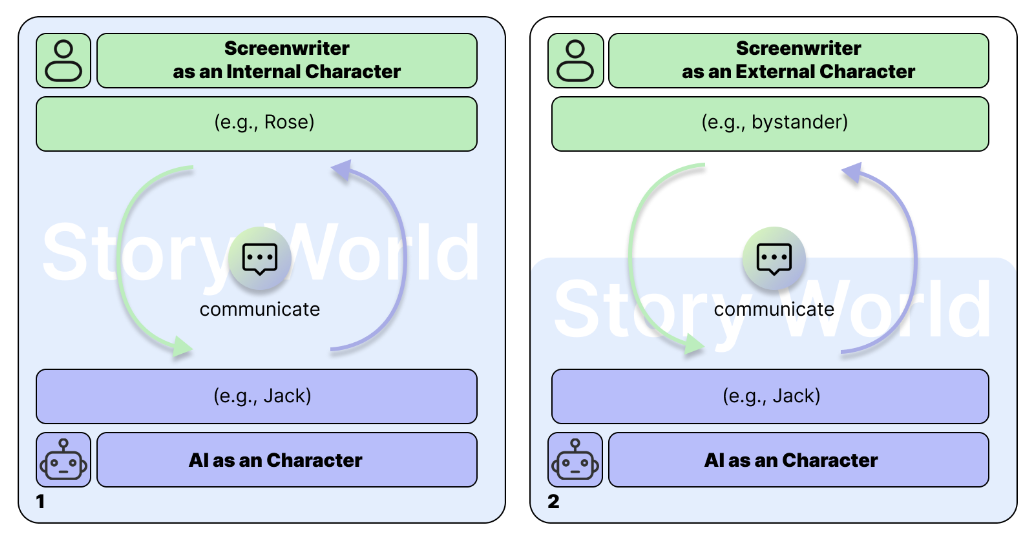 Screenwriter
as an Internal Character
(e.g., Rose)
Story World
communicate
(e.g., Jack)
AI as an Character
1
Screenwriter
as an External Character
(e.g., bystander)
Story World
communicate
(e.g., Jack)
AI as an Character
2